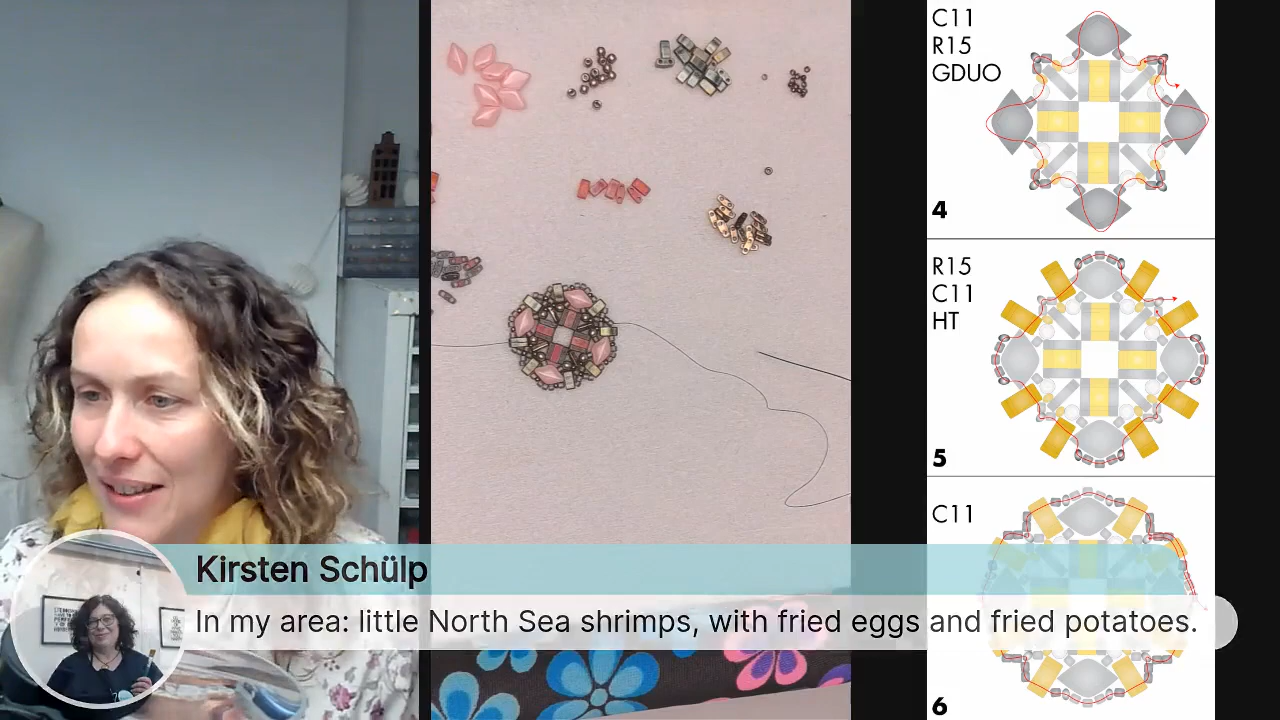 C11
R15
GDUO
4
R15
C11
HT
5
C11
6
Kirsten Schülp
In my area: little North Sea shrimps, with fried eggs and fried potatoes.